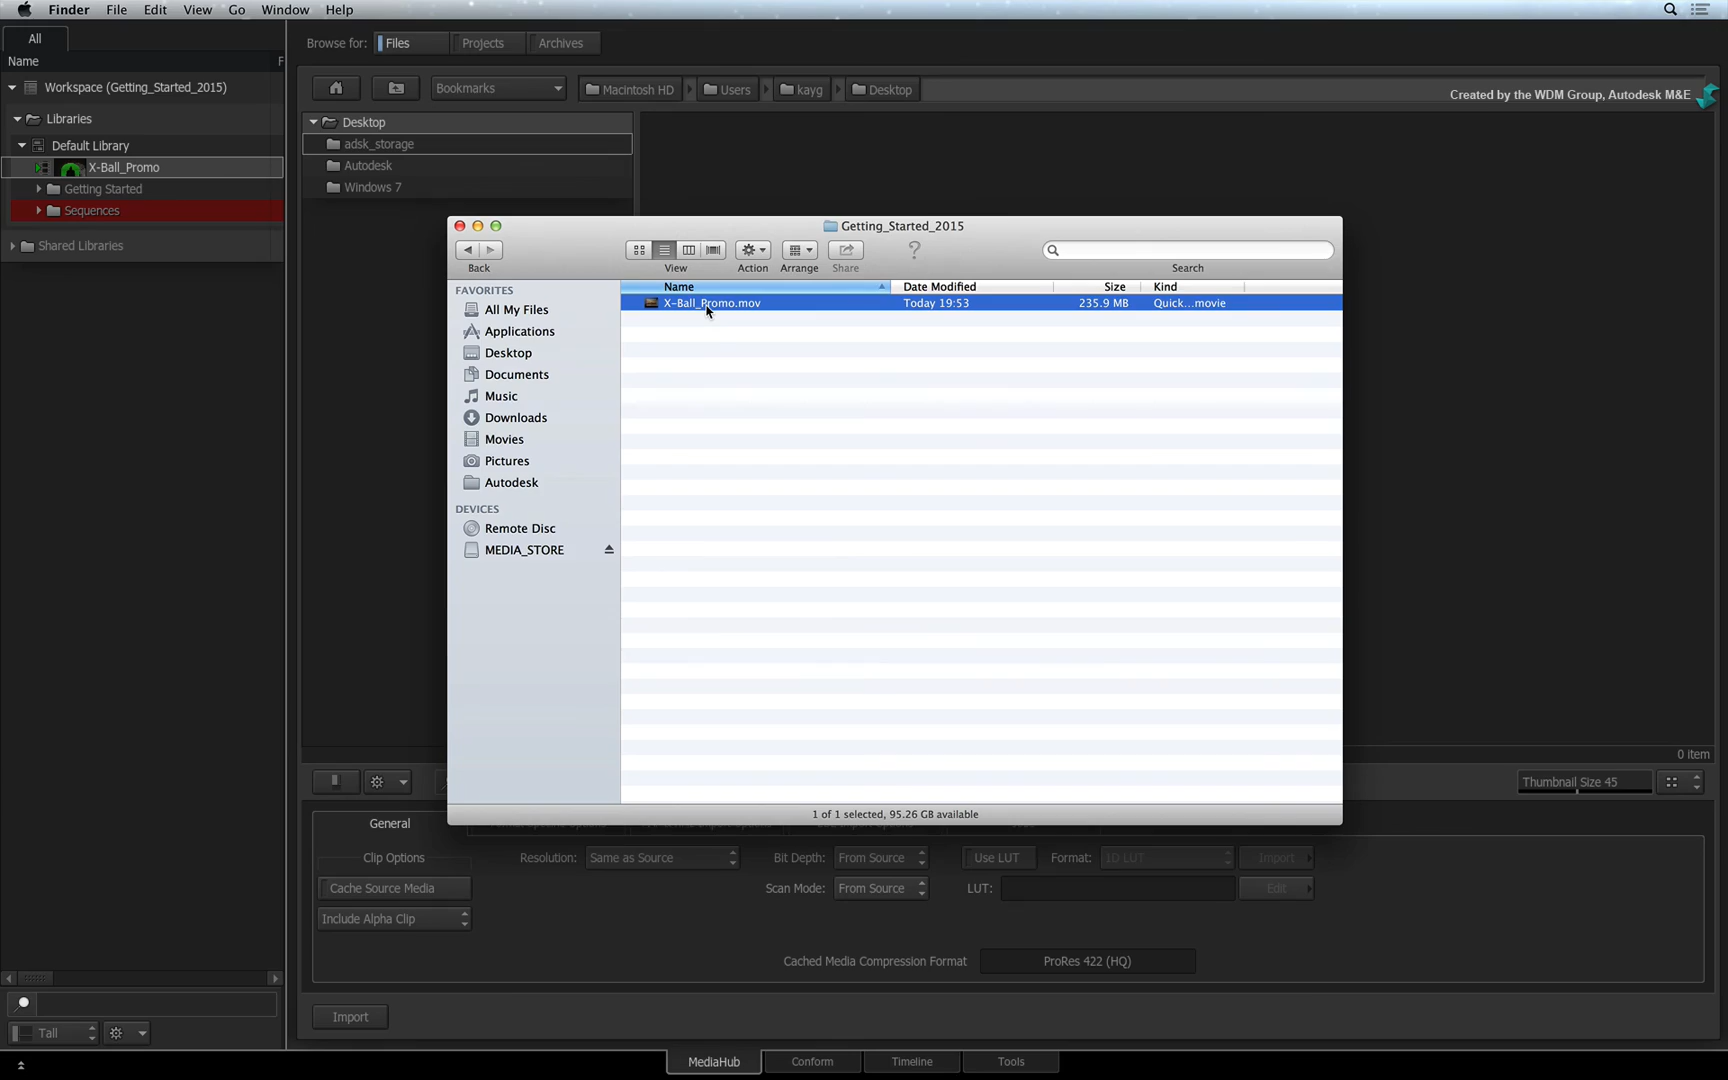 Finder File Edit View Go Window Help
All
Name F
Workspace (Getting_Started_2015)
Libraries
Default Library
X-Ball_Promo
Getting Started
Sequences
Shared Libraries
Tall
Browse for: Files Projects Archives
Bookmarks Macintosh HD Users kayg Desktop
Created by the WDM Group, Autodesk M&E
Desktop
adsk_storage
Autodesk
Windows 7
Getting_Started_2015
Back View Action Arrange Share Search
FAVORITES
All My Files
Applications
Desktop
Documents
Music
Downloads
Movies
Pictures
Autodesk
DEVICES
Remote Disc
MEDIA_STORE
Name Date Modified Size Kind
X-Ball_Promo.mov Today 19:53 235.9 MB Quick...movie
1 of 1 selected, 95.26 GB available
0 item
Thumbnail Size 45
General
Clip Options Resolution: Same as Source Bit Depth: From Source Use LUT Format: 1D LUT Import
Cache Source Media Scan Mode: From Source LUT: Edit
Include Alpha Clip
Cached Media Compression Format ProRes 422 (HQ)
Import
MediaHub Conform Timeline Tools